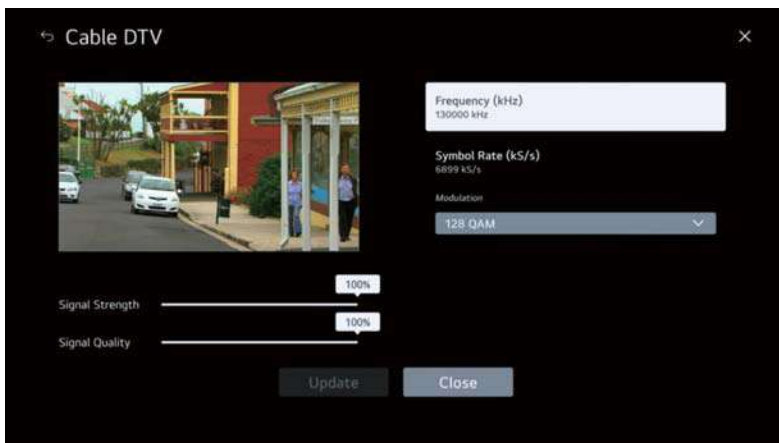 Cable DTV
Frequency (kHz)
130000 kHz
Symbol Rate (kS/s)
6899 kS/s
Modulation
128 QAM
100%
Signal Strength
100%
Signal Quality
Update
Close